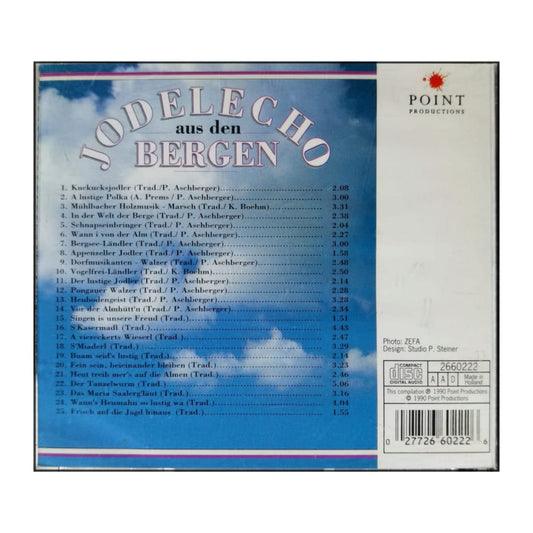 JODELECHO
aus den
BERGEN
1. Kuckucksjodler (Trad./P. Aschberger) 2.08
2. A lustige Polka (A. Prems / P. Aschberger) 3.00
3. Mühlbacher Holzmusik - Marsch (Trad./ K. Boehm) 3.31
4. In der Welt der Berge (Trad./ P. Aschberger) 2.38
5. Schnapseinbringer (Trad./ P. Aschberger) 2.04
6. Wann i von der Alm (Trad./ P. Aschberger) 2.27
7. Bergsee-Ländler (Trad./ P. Aschberger) 3.00
8. Appenzeller Jodler (Trad./ P. Aschberger) 1.58
9. Dorfmusikanten - Walzer (Trad./ P. Aschberger) 2.48
10. Vogelfrei-Ländler (Trad./ K. Boehm) 2.50
11. Der lustige Jodler (Trad./ P. Aschberger) 2.14
12. Pongauer Walzer (Trad./ P. Aschberger) 2.28
13. Heubodengeist (Trad./ P. Aschberger) 3.28
14. Vor der Almhütt'n (Trad./ P. Aschberger) 2.34
15. Singen is unsere Freud (Trad.) 1.51
16. S'Kasermadl (Trad.) 4.43
17. A viereckerts Wieserl (Trad.) 2.47
18. S'Miaderl (Trad.) 3.29
19. Buam seid's lustig (Trad.) 2.14
20. Fein sein, beieinander bleiben (Trad.) 3.23
21. Heut treib mer's auf die Almen (Trad.) 2.46
22. Der Tanzelwurm (Trad.) 5.06
23. Das Maria Saalerg'läut (Trad.) 3.16
24. Wann's Heumahn so lustig wa (Trad.) 4.04
25. Frisch auf die Jagd hinaus (Trad.) 1.55
POINT
PRODUCTIONS
Photo: ZEFA
Design: Studio P. Steiner
COMPACT
disc
DIGITAL AUDIO
2660222
A A D
Made in
Holland
This compilation ℗ 1990 Point Productions
© 1990 Point Productions
0 27726 60222 6